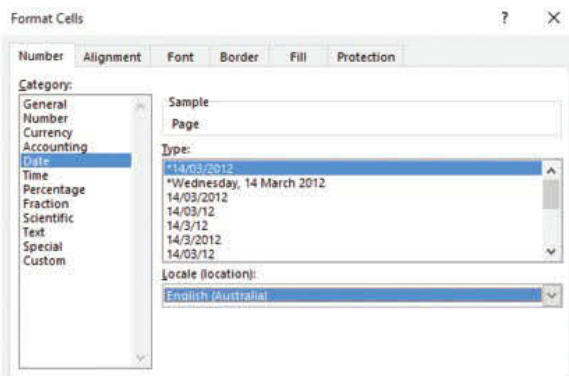 Format Cells ? ×
Number Alignment Font Border Fill Protection
Category:
General
Number
Currency
Accounting
Date
Time
Percentage
Fraction
Scientific
Text
Special
Custom
Sample
Page
Type:
*14/03/2012
*Wednesday, 14 March 2012
14/03/2012
14/03/12
14/3/12
14/3/2012
14/03/12
Locale (location):
English (Australia)